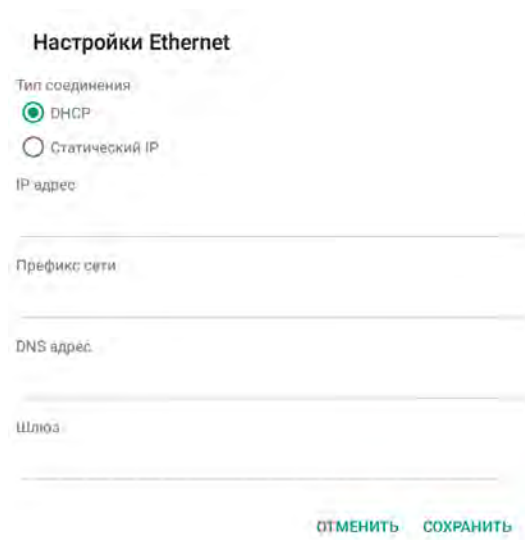 Настройки Ethernet
Тип соединения
DHCP
Статический IP
IP адрес
Префикс сети
DNS адрес
Шлюз
ОТМЕНИТЬ СОХРАНИТЬ